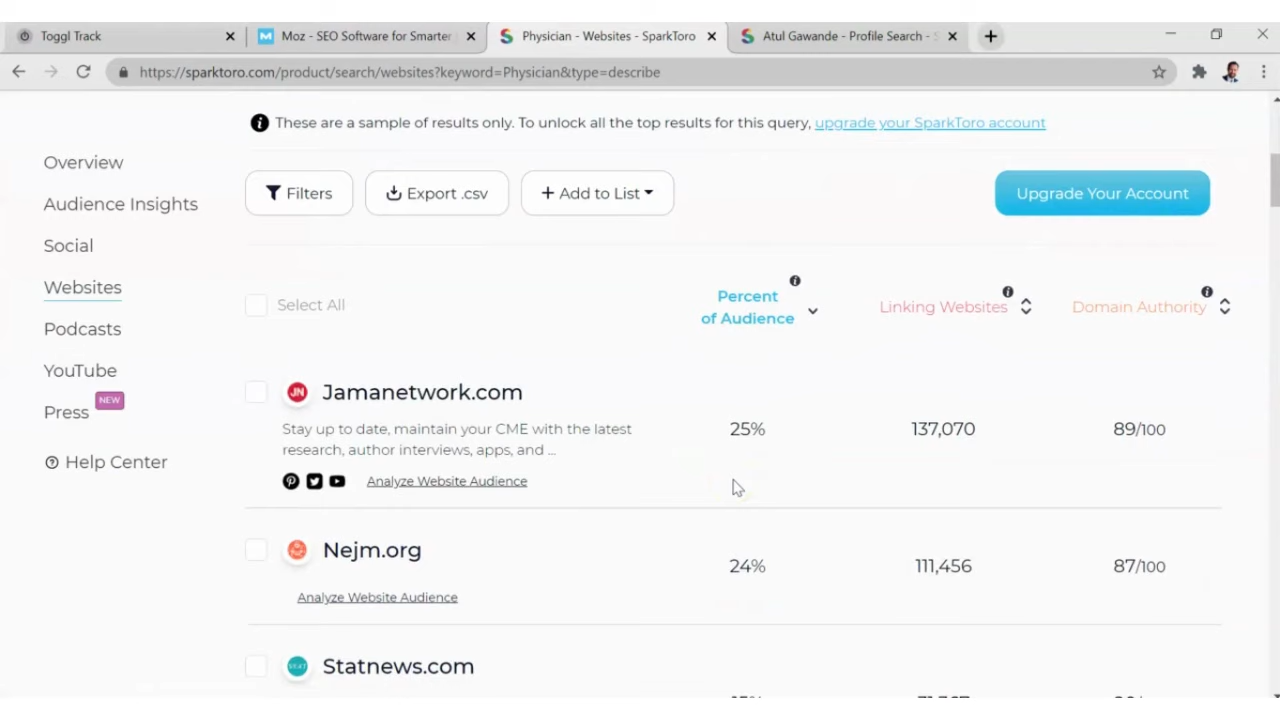 Toggl Track
Moz - SEO Software for Smarter
Physician - Websites - SparkToro
Atul Gawande - Profile Search -
https://sparktoro.com/product/search/websites?keyword=Physician&type=describe
These are a sample of results only. To unlock all the top results for this query, upgrade your SparkToro account
Overview
Audience Insights
Social
Websites
Podcasts
YouTube
Press NEW
Help Center
Filters
Export .csv
+ Add to List
Upgrade Your Account
Select All
Percent
of Audience
Linking Websites
Domain Authority
JN
Jamanetwork.com
Stay up to date, maintain your CME with the latest
research, author interviews, apps, and ...
Analyze Website Audience
25%
137,070
89/100
Nejm.org
Analyze Website Audience
24%
111,456
87/100
STAT
Statnews.com